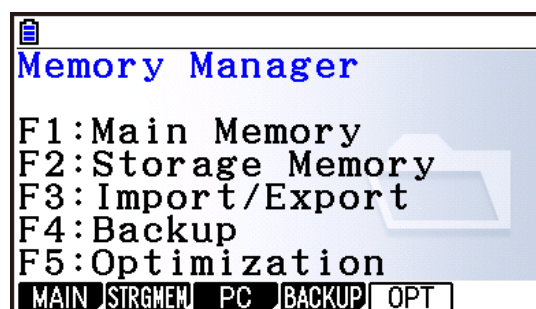 Memory Manager
F1:Main Memory
F2:Storage Memory
F3:Import/Export
F4:Backup
F5:Optimization
MAIN STRGMEM PC BACKUP OPT